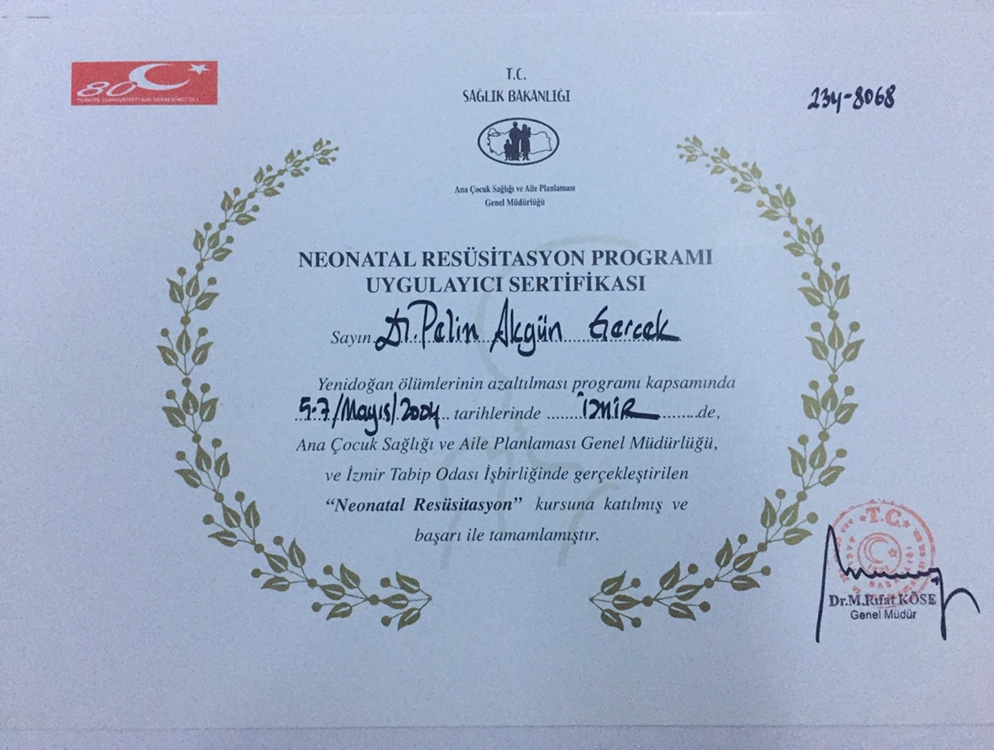 80
TÜRKİYE CUMHURİYETİ'NİN SEKSENİNCİ YILI
T.C.
SAĞLIK BAKANLIĞI
234-8068
Ana Çocuk Sağlığı ve Aile Planlaması
Genel Müdürlüğü
NEONATAL RESÜSİTASYON PROGRAMI
UYGULAYICI SERTİFİKASI
Sayın Dr. Pelin Akgün Gercek
Yenidoğan ölümlerinin azaltılması programı kapsamında
5-7/Mayıs/2004 tarihlerinde ........İZMİR.........de,
Ana Çocuk Sağlığı ve Aile Planlaması Genel Müdürlüğü,
ve İzmir Tabip Odası İşbirliğinde gerçekleştirilen
“Neonatal Resüsitasyon” kursuna katılmış ve
başarı ile tamamlamıştır.
T.C.
Dr.M.Rıfat KÖSE
Genel Müdür